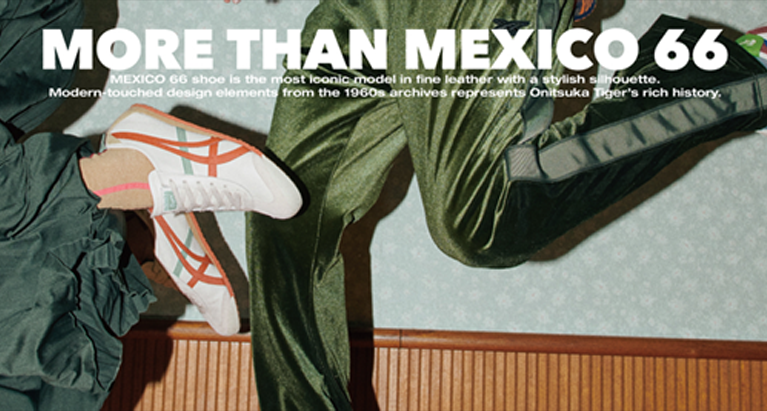 MORE THAN MEXICO 66
MEXICO 66 shoe is the most iconic model in fine leather with a stylish silhouette.
Modern-touched design elements from the 1960s archives represents Onitsuka Tiger's rich history.